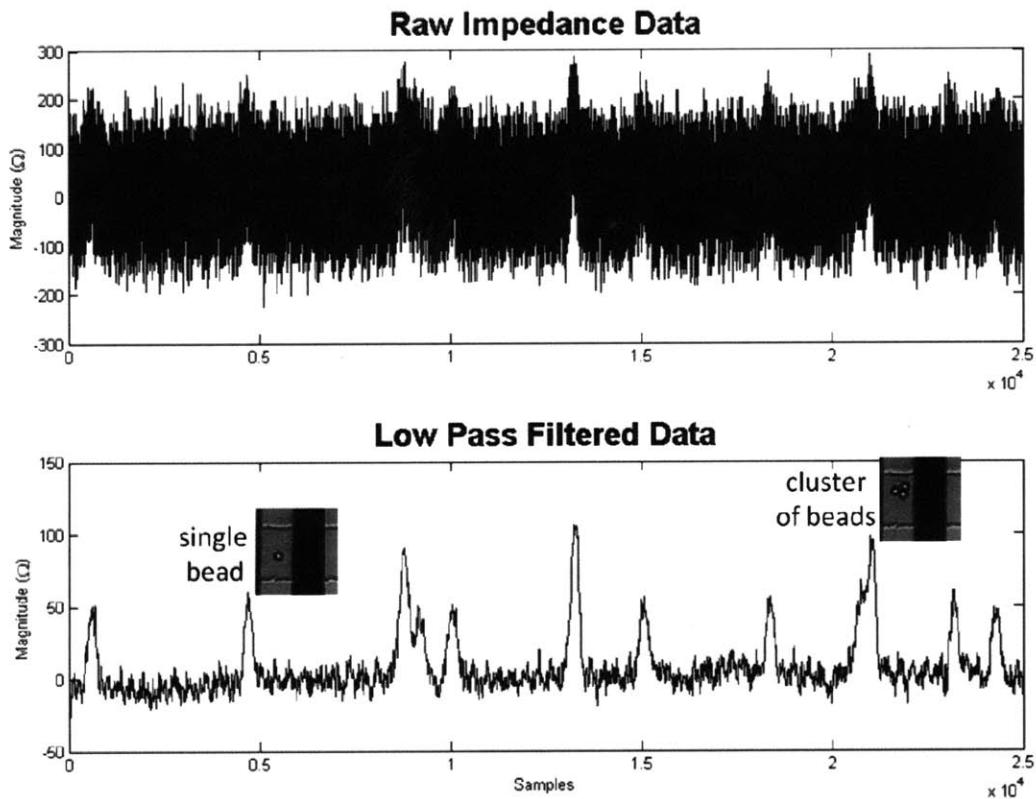 Raw Impedance Data
300
200
100
0
-100
-200
-300
Magnitude (Ω)
0
0.5
1
1.5
2
2.5
x 10⁴
Low Pass Filtered Data
150
100
50
0
-50
Magnitude (Ω)
single
bead
cluster
of beads
0
0.5
1
1.5
2
2.5
Samples
x 10⁴